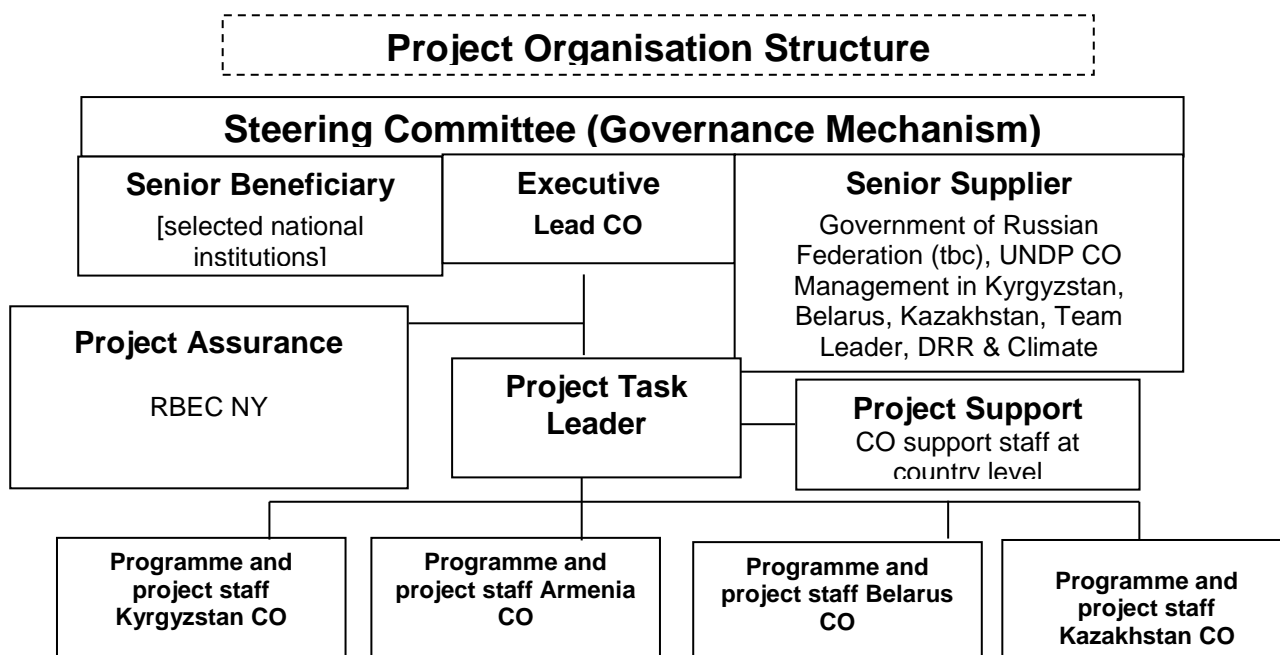 Project Organisation Structure
Steering Committee (Governance Mechanism)
Senior Beneficiary
[selected national
institutions]
Executive
Lead CO
Senior Supplier
Government of Russian
Federation (tbc), UNDP CO
Management in Kyrgyzstan,
Belarus, Kazakhstan, Team
Leader, DRR & Climate
Project Assurance
RBEC NY
Project Task
Leader
Project Support
CO support staff at
country level
Programme and
project staff
Kyrgyzstan CO
Programme and
project staff Armenia
CO
Programme and
project staff Belarus
CO
Programme and
project staff
Kazakhstan CO